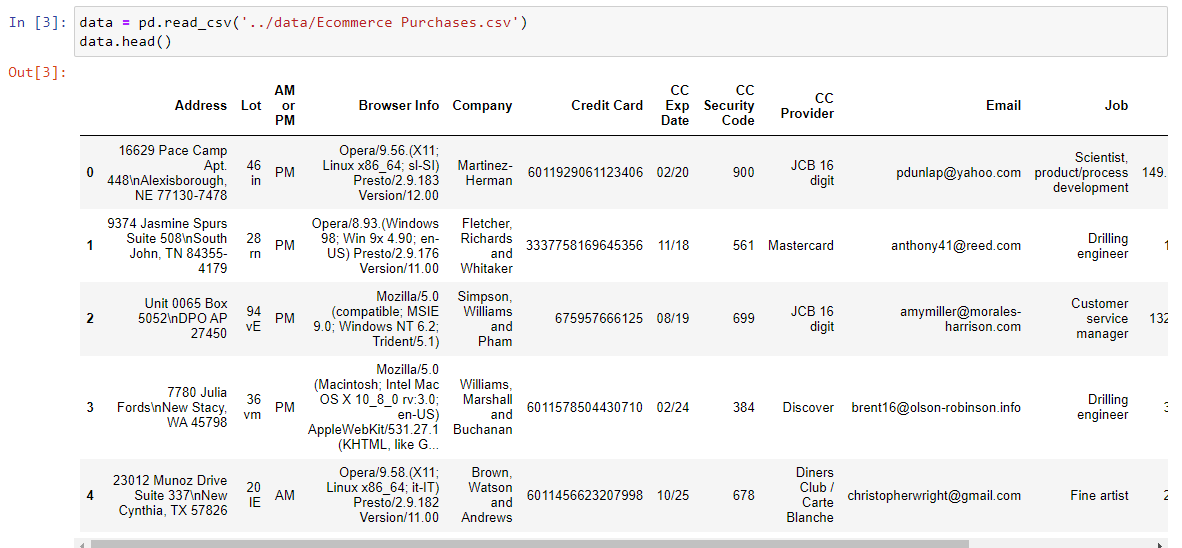 In [3]: data = pd.read_csv('../data/Ecommerce Purchases.csv')
data.head()
Out[3]:
Address Lot AM or PM Browser Info Company Credit Card CC Exp Date CC Security Code CC Provider Email Job
0 16629 Pace Camp Apt. 448\nAlexisborough, NE 77130-7478 46 in PM Opera/9.56.(X11; Linux x86_64; sl-SI) Presto/2.9.183 Version/12.00 Martinez-Herman 6011929061123406 02/20 900 JCB 16 digit pdunlap@yahoo.com Scientist, product/process development 149.
1 9374 Jasmine Spurs Suite 508\nSouth John, TN 84355-4179 28 rn PM Opera/8.93.(Windows 98; Win 9x 4.90; en-US) Presto/2.9.176 Version/11.00 Fletcher, Richards and Whitaker 3337758169645356 11/18 561 Mastercard anthony41@reed.com Drilling engineer
2 Unit 0065 Box 5052\nDPO AP 27450 94 vE PM Mozilla/5.0 (compatible; MSIE 9.0; Windows NT 6.2; Trident/5.1) Simpson, Williams and Pham 675957666125 08/19 699 JCB 16 digit amymiller@morales-harrison.com Customer service manager 132
3 7780 Julia Fords\nNew Stacy, WA 45798 36 vm PM Mozilla/5.0 (Macintosh; Intel Mac OS X 10_8_0 rv:3.0; en-US) AppleWebKit/531.27.1 (KHTML, like G... Williams, Marshall and Buchanan 6011578504430710 02/24 384 Discover brent16@olson-robinson.info Drilling engineer
4 23012 Munoz Drive Suite 337\nNew Cynthia, TX 57826 20 IE AM Opera/9.58.(X11; Linux x86_64; it-IT) Presto/2.9.182 Version/11.00 Brown, Watson and Andrews 6011456623207998 10/25 678 Diners Club / Carte Blanche christopherwright@gmail.com Fine artist